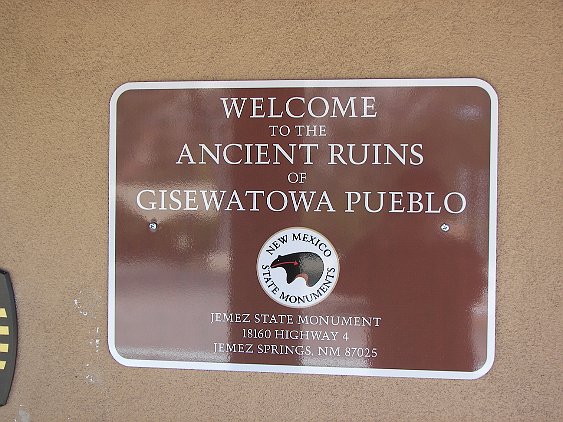 WELCOME
TO THE
ANCIENT RUINS
OF
GISEWATOWA PUEBLO
NEW MEXICO
STATE MONUMENTS
JEMEZ STATE MONUMENT
18160 HIGHWAY 4
JEMEZ SPRINGS, NM 87025